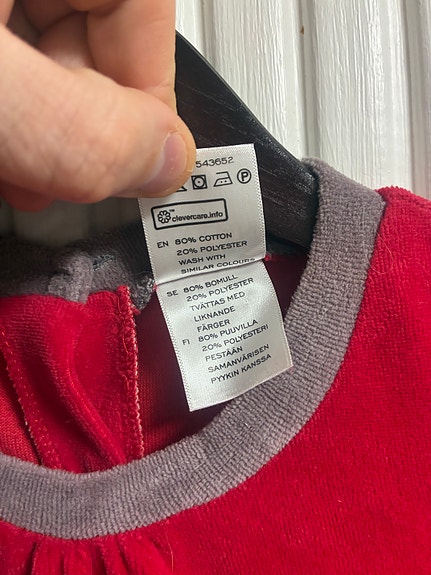 543652
P
clevercare.info
EN 80% COTTON
20% POLYESTER
WASH WITH
SIMILAR COLOURS
SE 80% BOMULL
20% POLYESTER
TVÄTTAS MED
LIKNANDE
FÄRGER
FI 80% PUUVILLA
20% POLYESTERI
PESTÄÄN
SAMANVÄRISEN
PYYKIN KANSSA